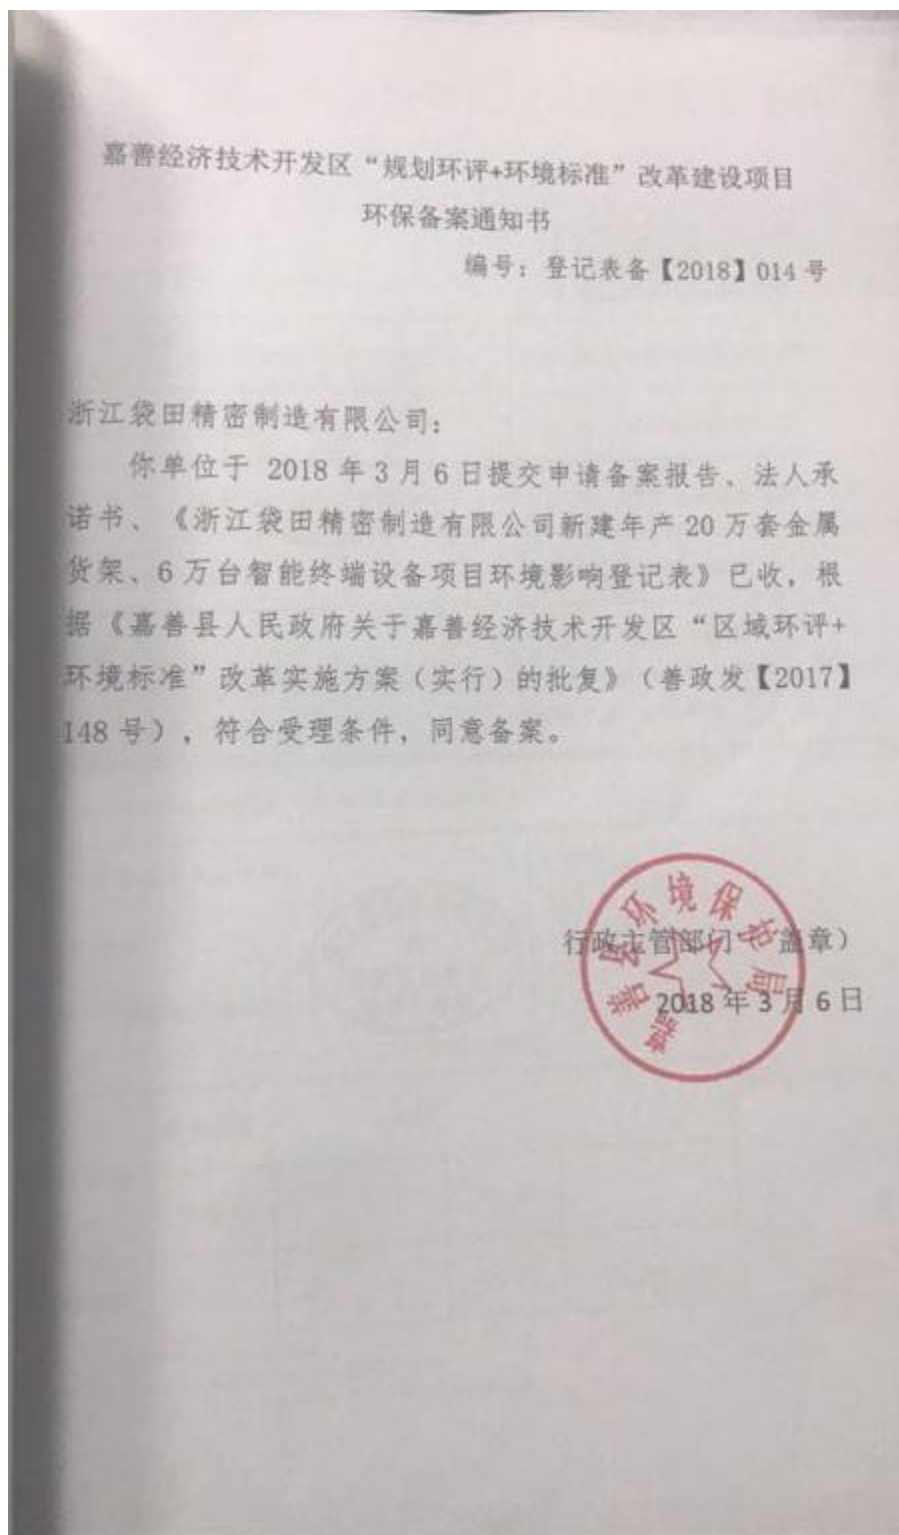 嘉善经济技术开发区“规划环评+环境标准”改革建设项目
环保备案通知书
编号：登记表备【2018】014 号
浙江袋田精密制造有限公司：
你单位于 2018 年 3 月 6 日提交申请备案报告、法人承
诺书、《浙江袋田精密制造有限公司新建年产 20 万套金属
货架、6 万台智能终端设备项目环境影响登记表》已收，根
据《嘉善县人民政府关于嘉善经济技术开发区“区域环评+
环境标准”改革实施方案（实行）的批复》（善政发【2017】
148 号），符合受理条件，同意备案。
行政主管部门（盖章）
2018 年 3 月 6 日
嘉善县环境保护局